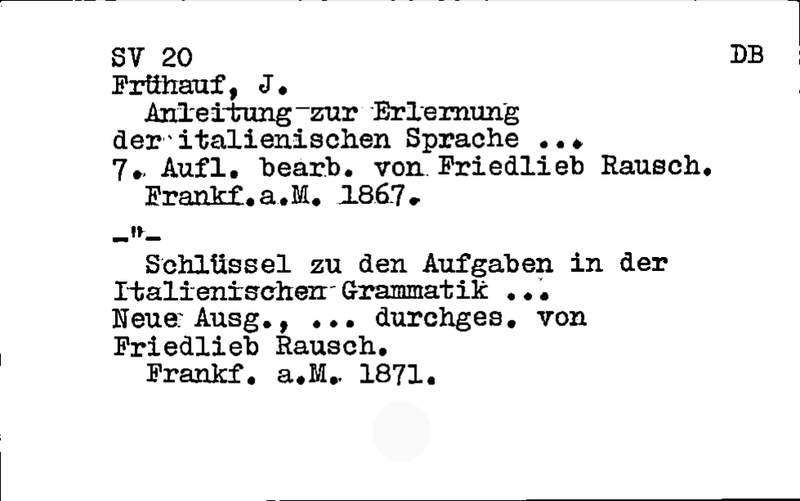 SV 20 DB
Frühauf, J.
Anleitung zur Erlernung
der italienischen Sprache ...
7. Aufl. bearb. von Friedlieb Rausch.
Frankf.a.M. 1867.
-"-
Schlüssel zu den Aufgaben in der
Italienischen Grammatik ...
Neue Ausg., ... durchges. von
Friedlieb Rausch.
Frankf. a.M. 1871.